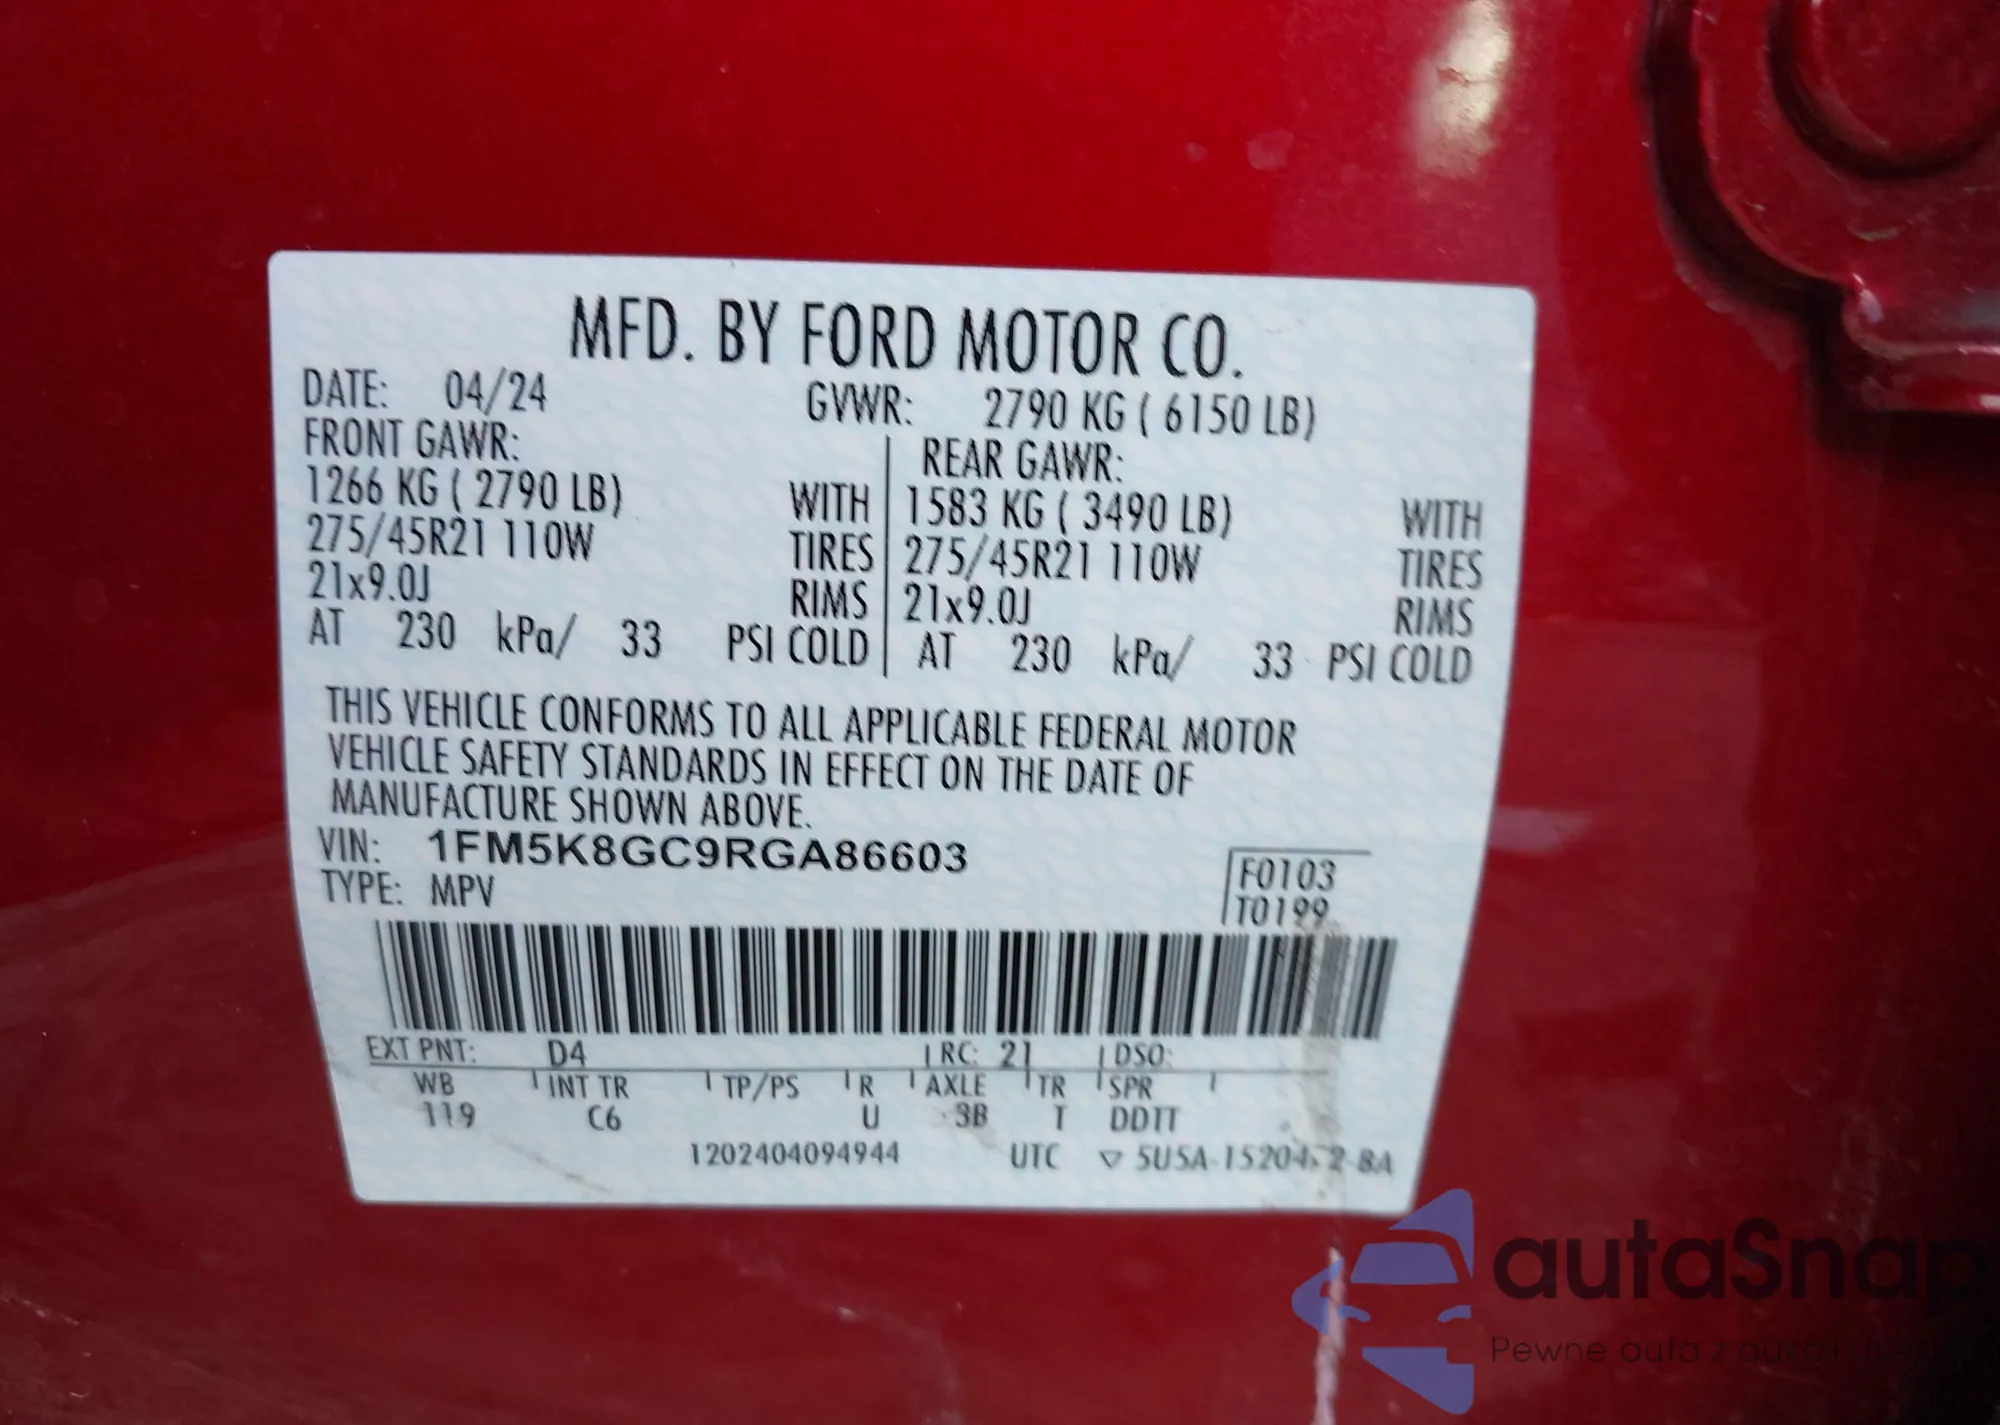 MFD. BY FORD MOTOR CO.
DATE: 04/24 GVWR: 2790 KG ( 6150 LB)
FRONT GAWR: REAR GAWR:
1266 KG ( 2790 LB) WITH 1583 KG ( 3490 LB) WITH
275/45R21 110W TIRES 275/45R21 110W TIRES
21x9.0J RIMS 21x9.0J RIMS
AT 230 kPa/ 33 PSI COLD AT 230 kPa/ 33 PSI COLD
THIS VEHICLE CONFORMS TO ALL APPLICABLE FEDERAL MOTOR
VEHICLE SAFETY STANDARDS IN EFFECT ON THE DATE OF
MANUFACTURE SHOWN ABOVE.
VIN: 1FM5K8GC9RGA86603
TYPE: MPV
F0103
T0199
EXT PNT: D4 RC: 21 DSO:
WB INT TR TP/PS R AXLE TR SPR
119 C6 U 3B T DDTT
1202404094944 UTC ▽
autaSnap
Pewne auta z